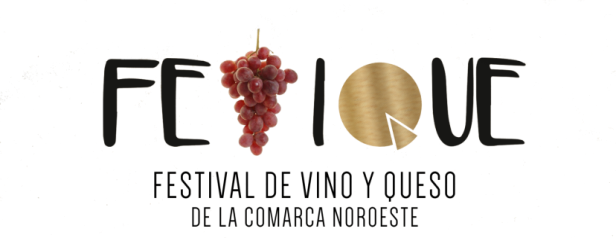 FEVIQUE
FESTIVAL DE VINO Y QUESO
DE LA COMARCA NOROESTE